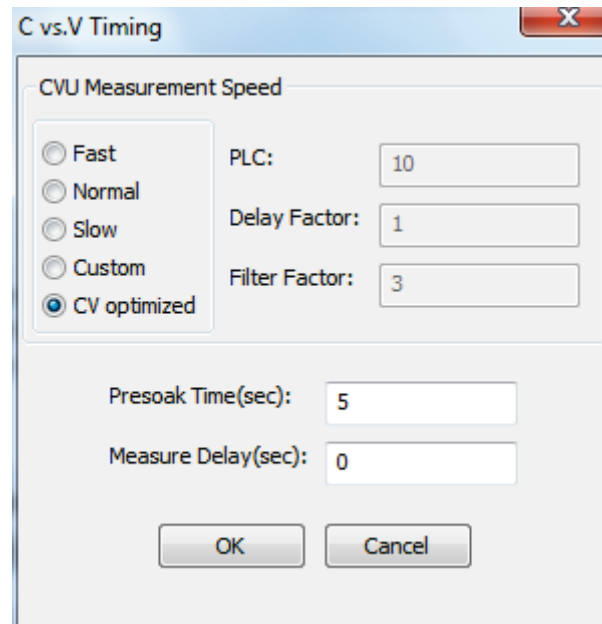 C vs.V Timing
CVU Measurement Speed
Fast
Normal
Slow
Custom
CV optimized
PLC:
10
Delay Factor:
1
Filter Factor:
3
Presoak Time(sec):
5
Measure Delay(sec):
0
OK
Cancel